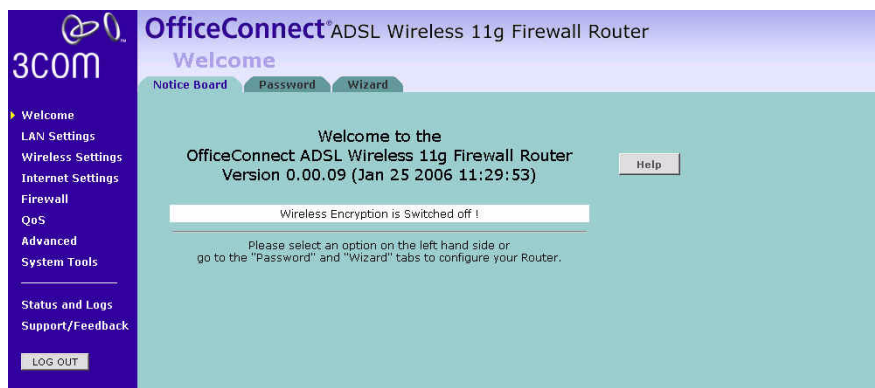 3COM
OfficeConnect® ADSL Wireless 11g Firewall Router
Welcome
Notice Board
Password
Wizard
Welcome
LAN Settings
Wireless Settings
Internet Settings
Firewall
QoS
Advanced
System Tools
Status and Logs
Support/Feedback
LOG OUT
Welcome to the
OfficeConnect ADSL Wireless 11g Firewall Router
Version 0.00.09 (Jan 25 2006 11:29:53)
Help
Wireless Encryption is Switched off !
Please select an option on the left hand side or
go to the "Password" and "Wizard" tabs to configure your Router.